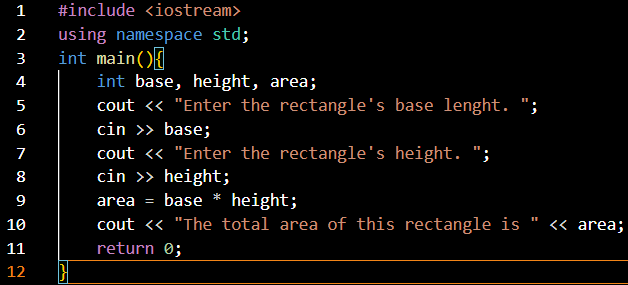 1 #include <iostream>
2 using namespace std;
3 int main(){
4 int base, height, area;
5 cout << "Enter the rectangle's base lenght. ";
6 cin >> base;
7 cout << "Enter the rectangle's height. ";
8 cin >> height;
9 area = base * height;
10 cout << "The total area of this rectangle is " << area;
11 return 0;
12 }